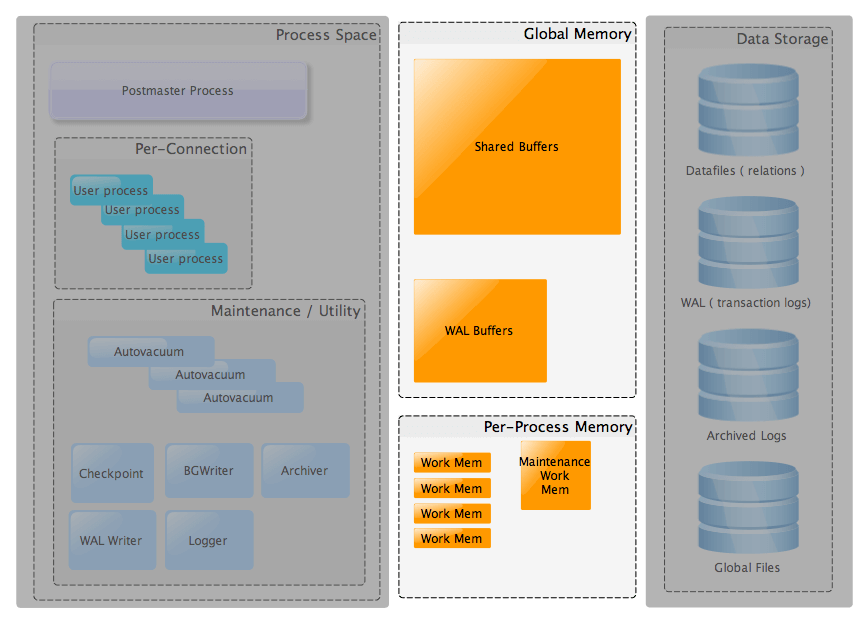 Process Space
Postmaster Process
Per-Connection
User process
User process
User process
User process
Maintenance / Utility
Autovacuum
Autovacuum
Autovacuum
Checkpoint
BGWriter
Archiver
WAL Writer
Logger
Global Memory
Shared Buffers
WAL Buffers
Per-Process Memory
Work Mem
Work Mem
Work Mem
Work Mem
Maintenance
Work
Mem
Data Storage
Datafiles ( relations )
WAL ( transaction logs)
Archived Logs
Global Files